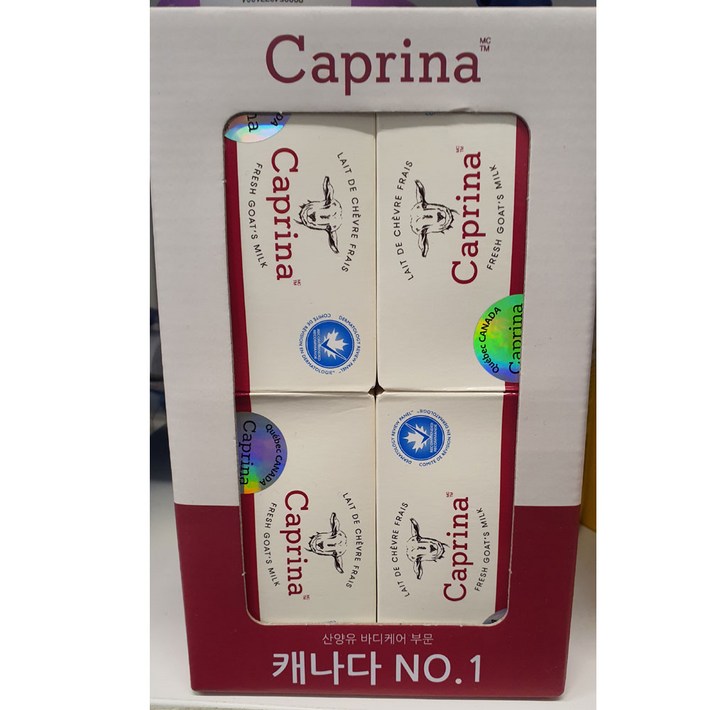 Caprina
MC
TM
Caprina
FRESH GOAT'S MILK
LAIT DE CHÈVRE FRAIS
Caprina
LAIT DE CHÈVRE FRAIS
FRESH GOAT'S MILK
Québec CANADA
Caprina
Québec CANADA
Caprina
Caprina
FRESH GOAT'S MILK
LAIT DE CHÈVRE FRAIS
Caprina
LAIT DE CHÈVRE FRAIS
FRESH GOAT'S MILK
산양유 바디케어 부문
캐나다 NO.1